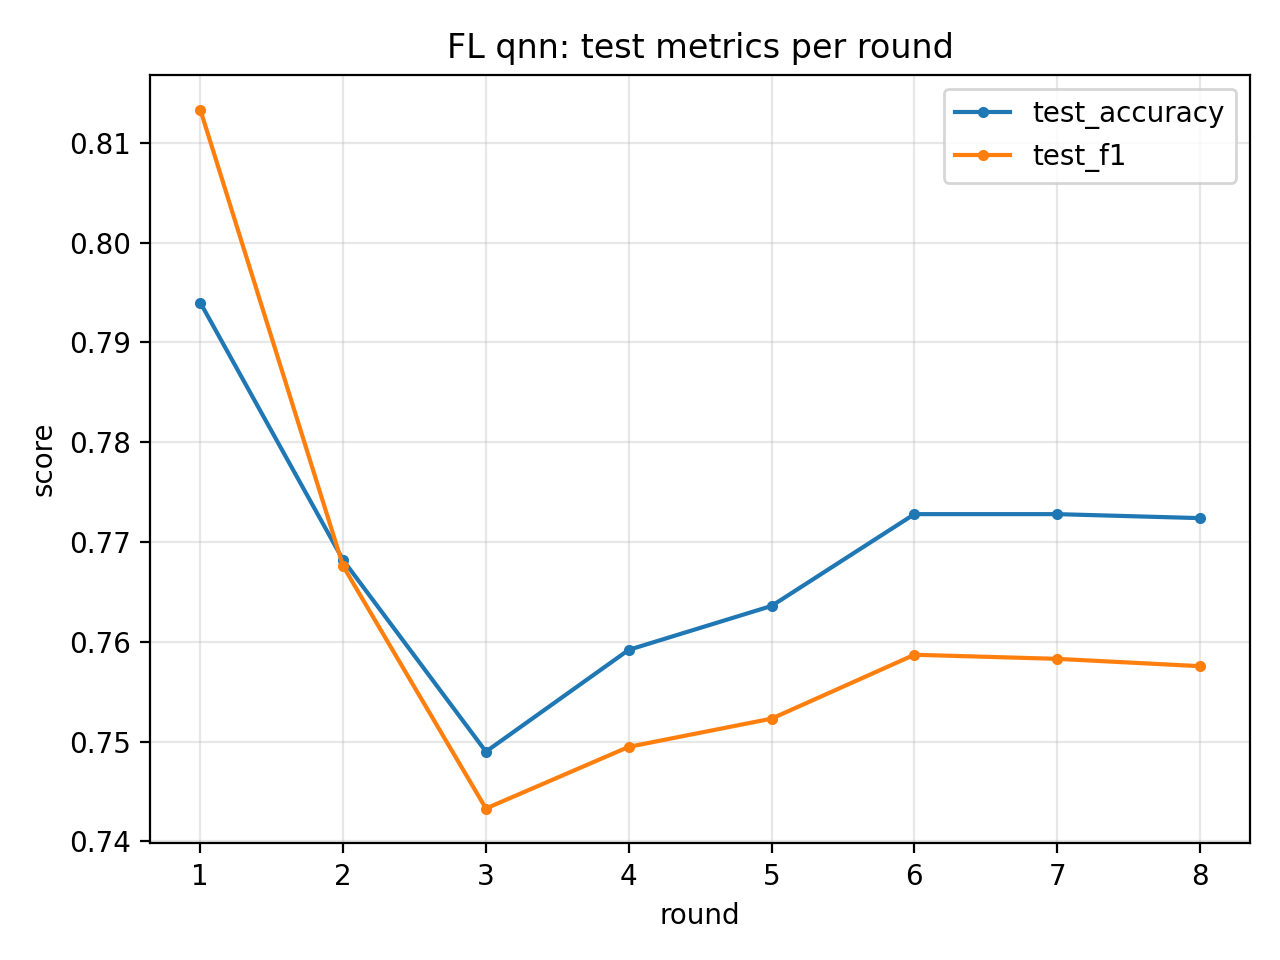 FL qnn: test metrics per round
test_accuracy
test_f1
0.81
0.80
0.79
0.78
0.77
0.76
0.75
0.74
score
1 2 3 4 5 6 7 8
round